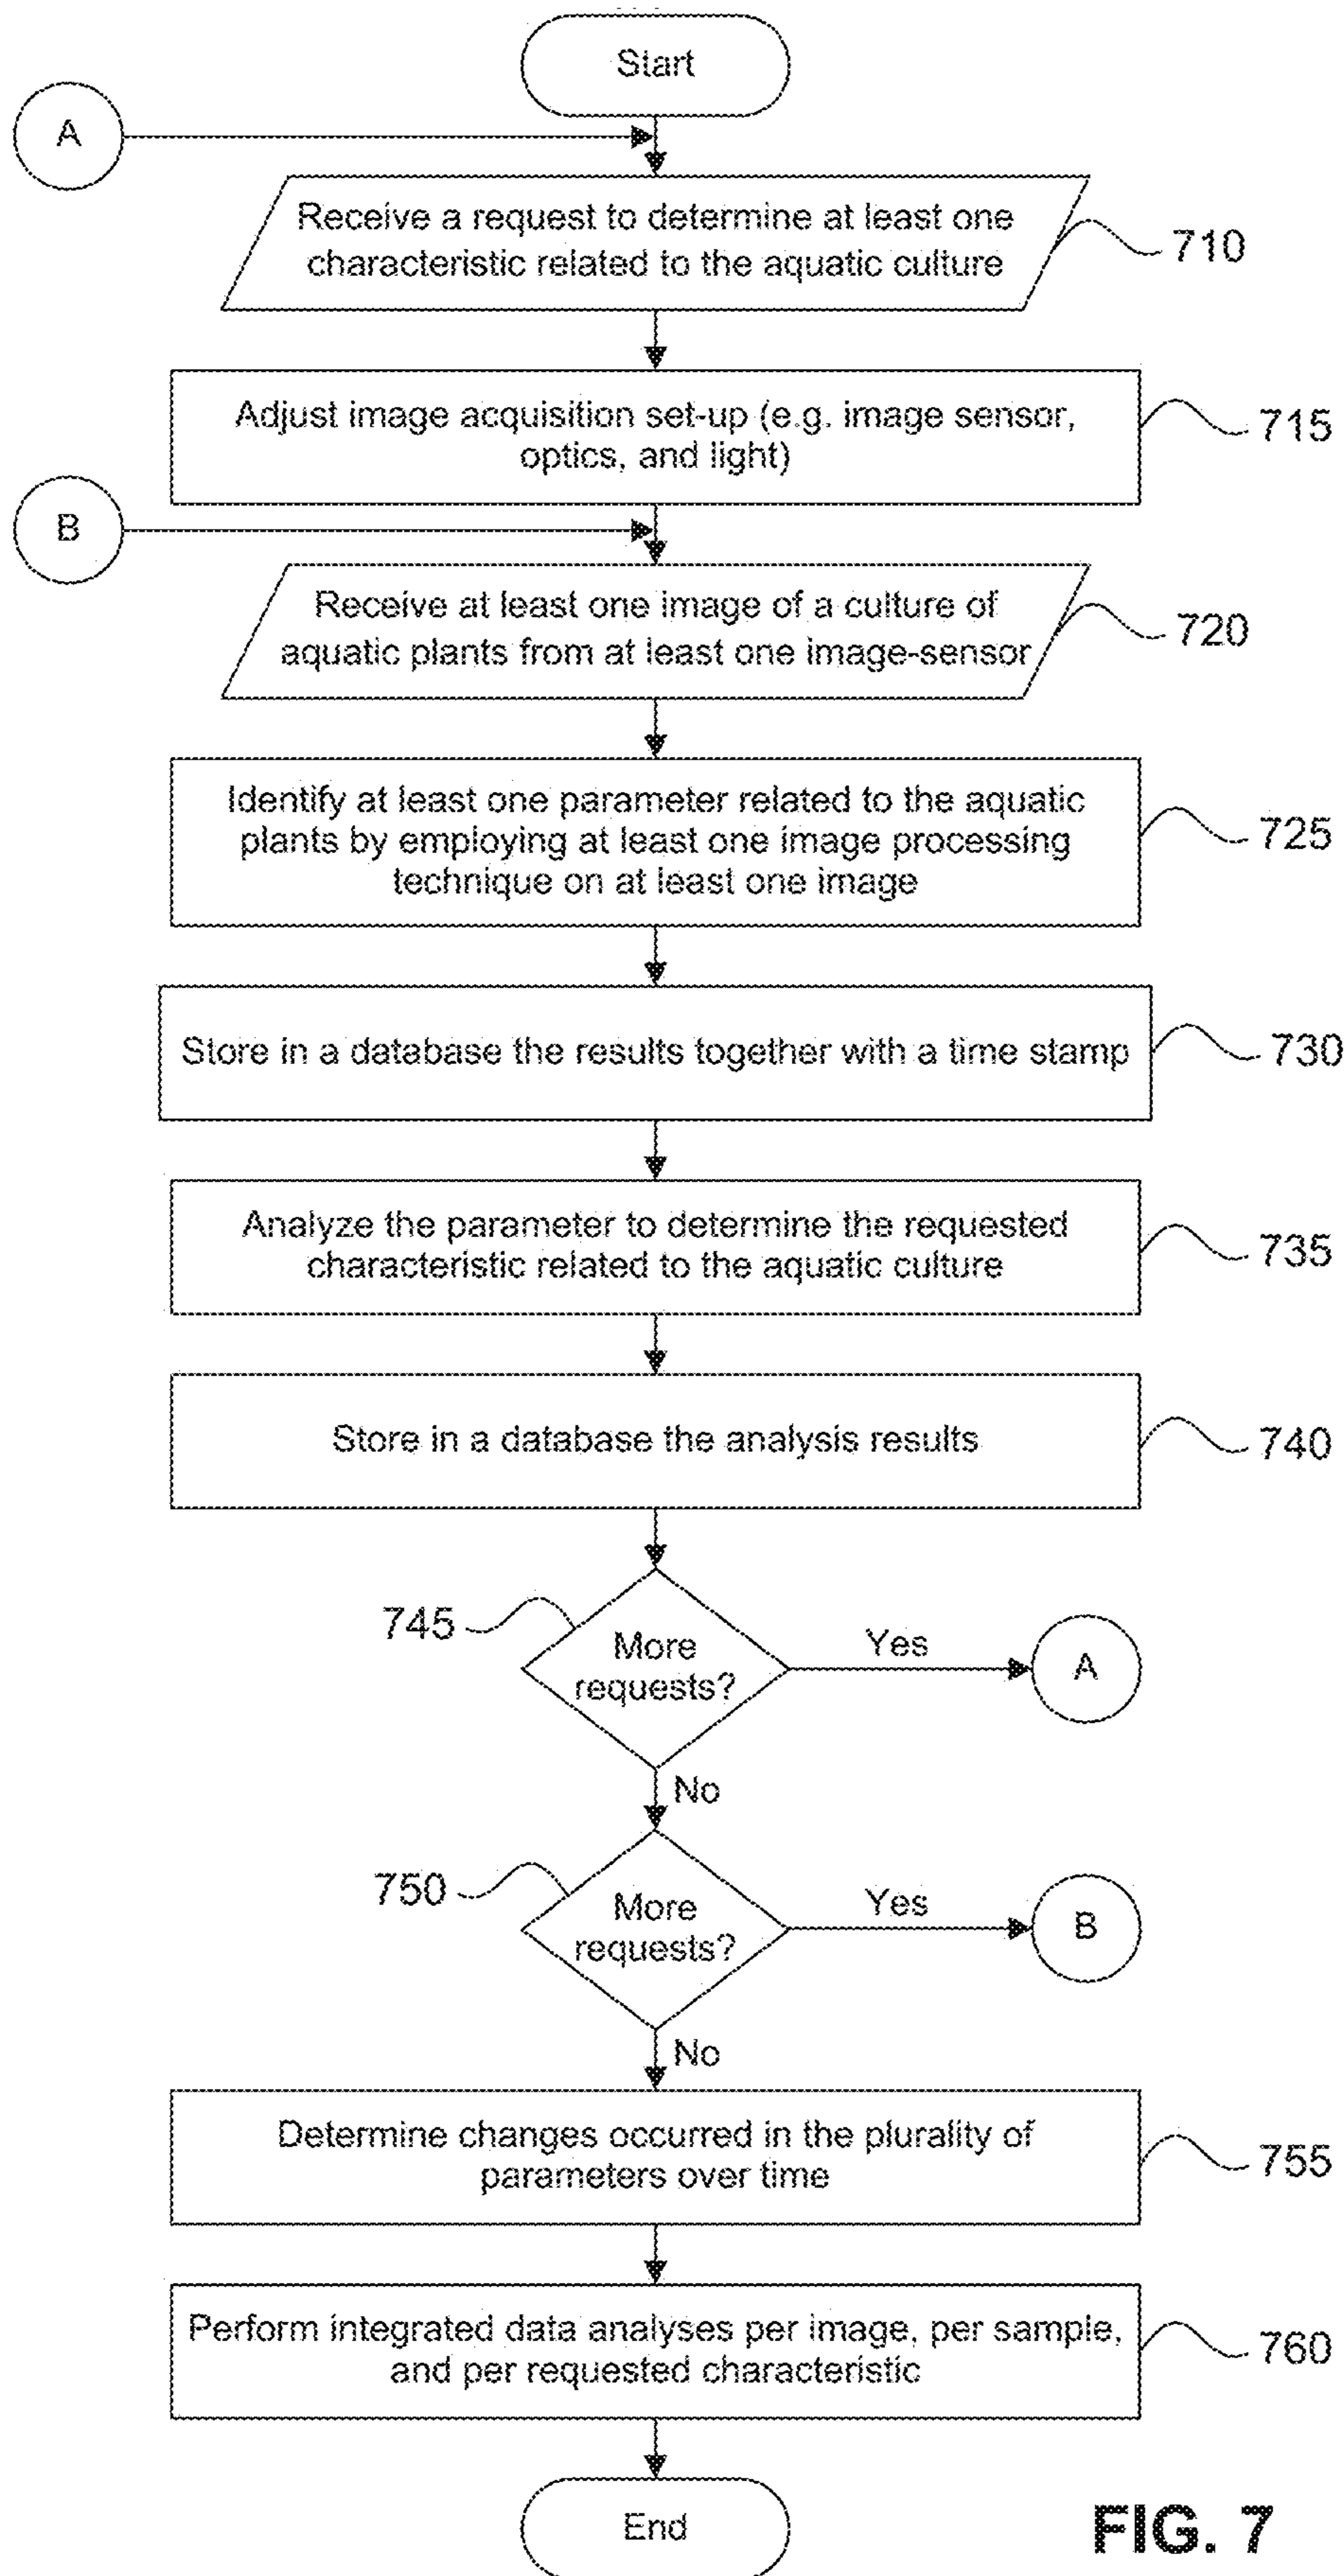 Start
A
Receive a request to determine at least one
characteristic related to the aquatic culture
710
Adjust image acquisition set-up (e.g. image sensor,
optics, and light)
715
B
Receive at least one image of a culture of
aquatic plants from at least one image-sensor
720
Identify at least one parameter related to the aquatic
plants by employing at least one image processing
technique on at least one image
725
Store in a database the results together with a time stamp
730
Analyze the parameter to determine the requested
characteristic related to the aquatic culture
735
Store in a database the analysis results
740
745
More
requests?
Yes
A
No
750
More
requests?
Yes
B
No
Determine changes occurred in the plurality of
parameters over time
755
Perform integrated data analyses per image, per sample,
and per requested characteristic
760
End
FIG. 7